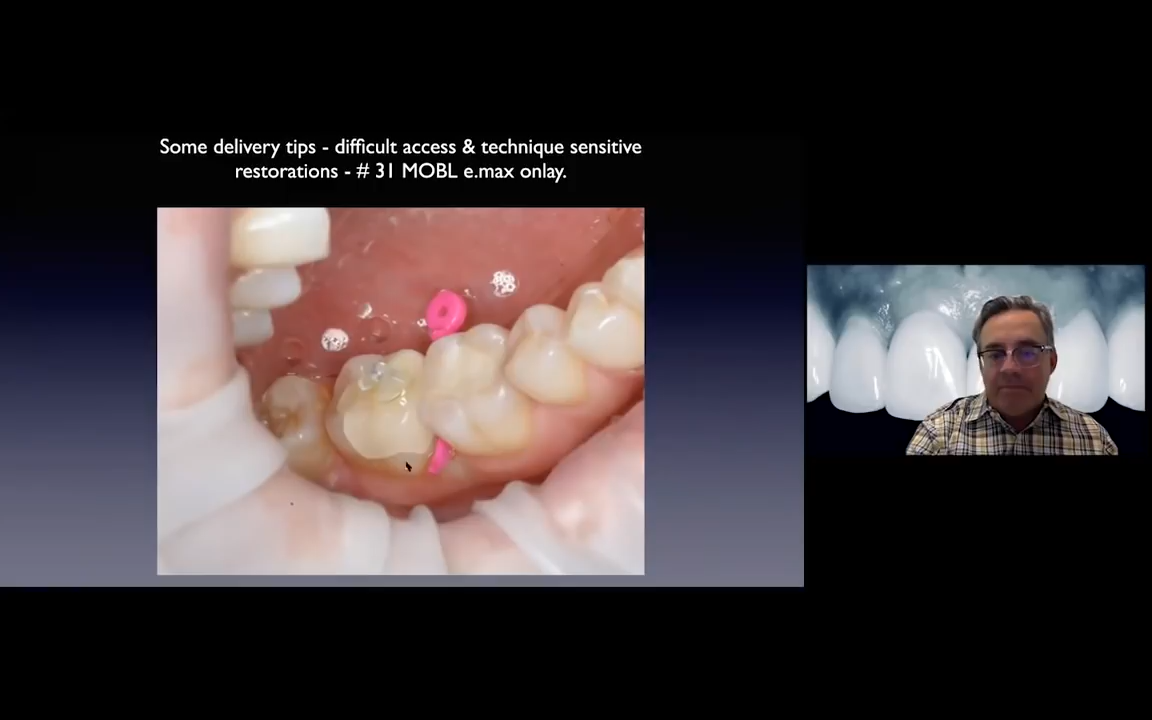 Some delivery tips - difficult access & technique sensitive
restorations - # 31 MOBL e.max onlay.